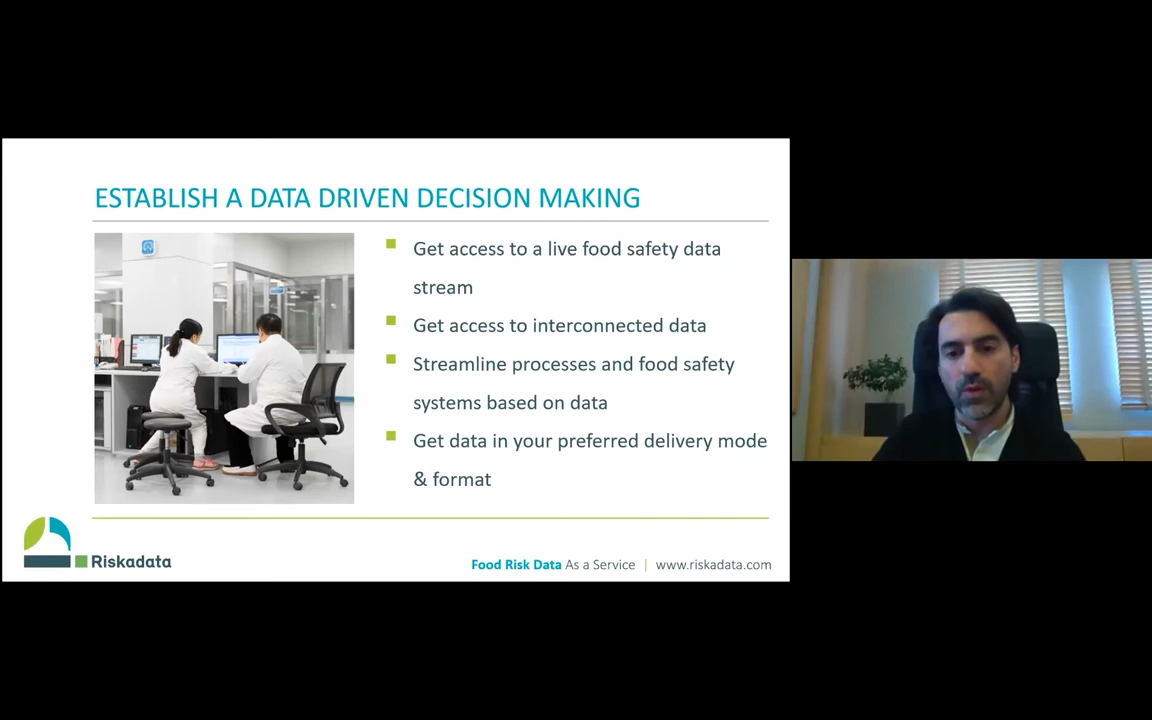 ESTABLISH A DATA DRIVEN DECISION MAKING
Get access to a live food safety data
stream
Get access to interconnected data
Streamline processes and food safety
systems based on data
Get data in your preferred delivery mode
& format
Riskadata
Food Risk Data As a Service | www.riskadata.com